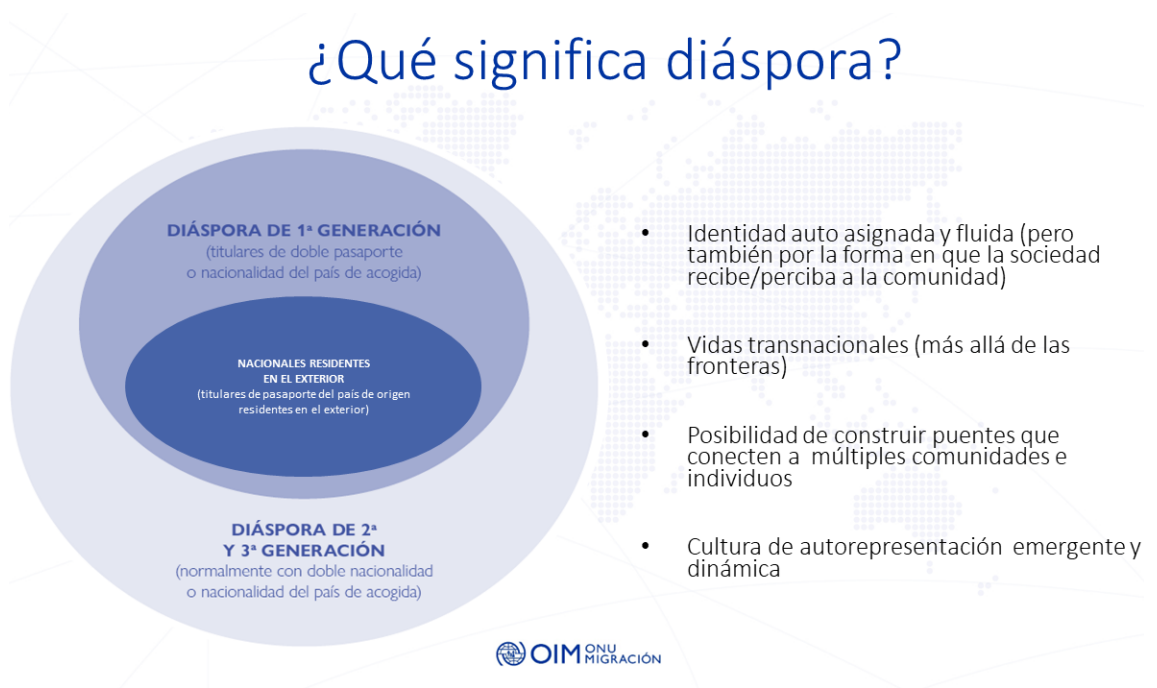 ¿Qué significa diáspora?
DIÁSPORA DE 1ª GENERACIÓN
(titulares de doble pasaporte
o nacionalidad del país de acogida)
NACIONALES RESIDENTES
EN EL EXTERIOR
(titulares de pasaporte del país de origen
residentes en el exterior)
DIÁSPORA DE 2ª
Y 3ª GENERACIÓN
(normalmente con doble nacionalidad
o nacionalidad del país de acogida)
• Identidad auto asignada y fluida (pero
también por la forma en que la sociedad
recibe/perciba a la comunidad)
• Vidas transnacionales (más allá de las
fronteras)
• Posibilidad de construir puentes que
conecten a múltiples comunidades e
individuos
• Cultura de autorepresentación emergente y
dinámica
OIM ONU
MIGRACIÓN